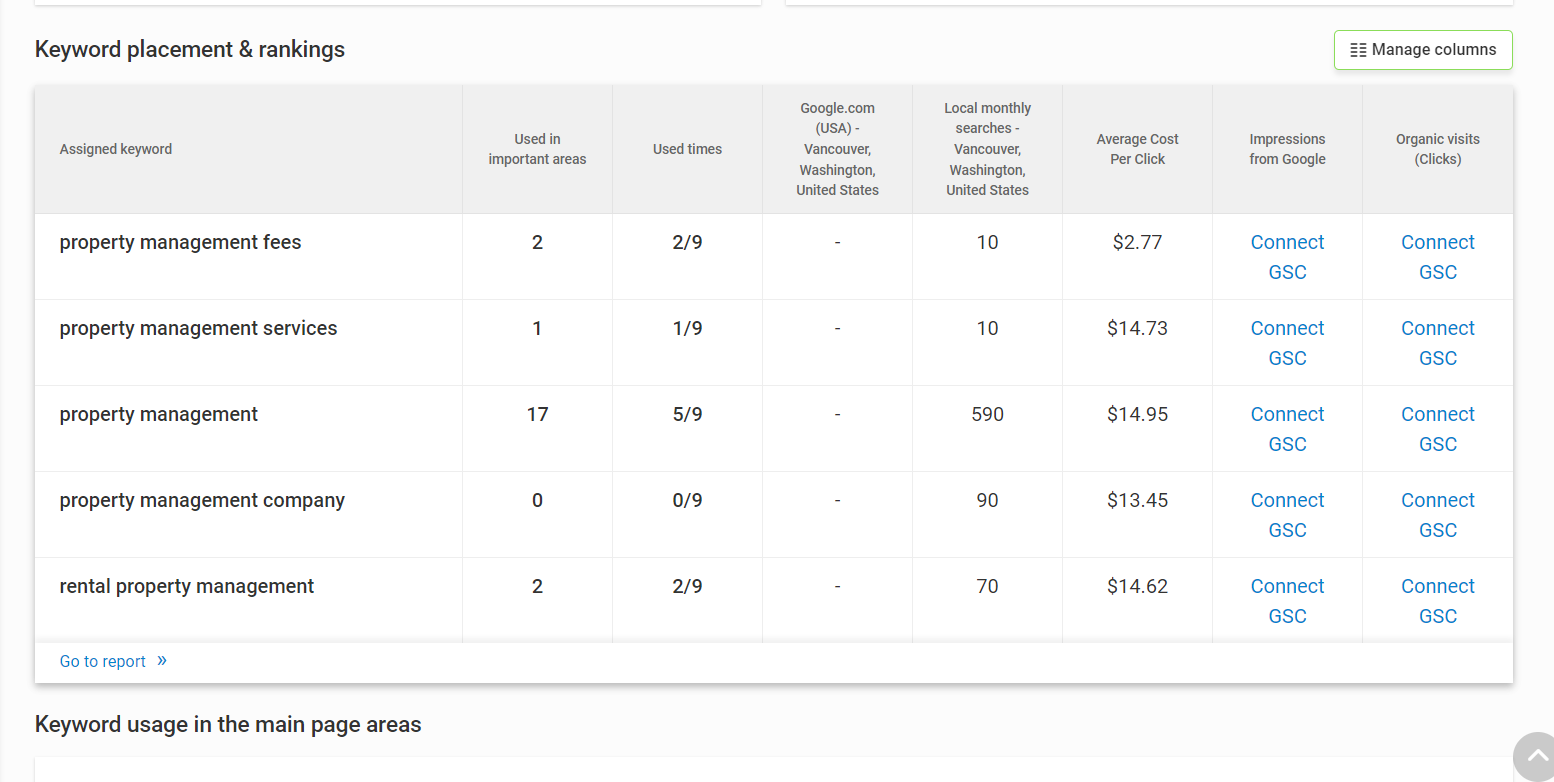 Keyword placement & rankings
Manage columns
Assigned keyword
Used in
important areas
Used times
Google.com
(USA) -
Vancouver,
Washington,
United States
Local monthly
searches -
Vancouver,
Washington,
United States
Average Cost
Per Click
Impressions
from Google
Organic visits
(Clicks)
property management fees 2 2/9 - 10 $2.77 Connect GSC Connect GSC
property management services 1 1/9 - 10 $14.73 Connect GSC Connect GSC
property management 17 5/9 - 590 $14.95 Connect GSC Connect GSC
property management company 0 0/9 - 90 $13.45 Connect GSC Connect GSC
rental property management 2 2/9 - 70 $14.62 Connect GSC Connect GSC
Go to report »
Keyword usage in the main page areas